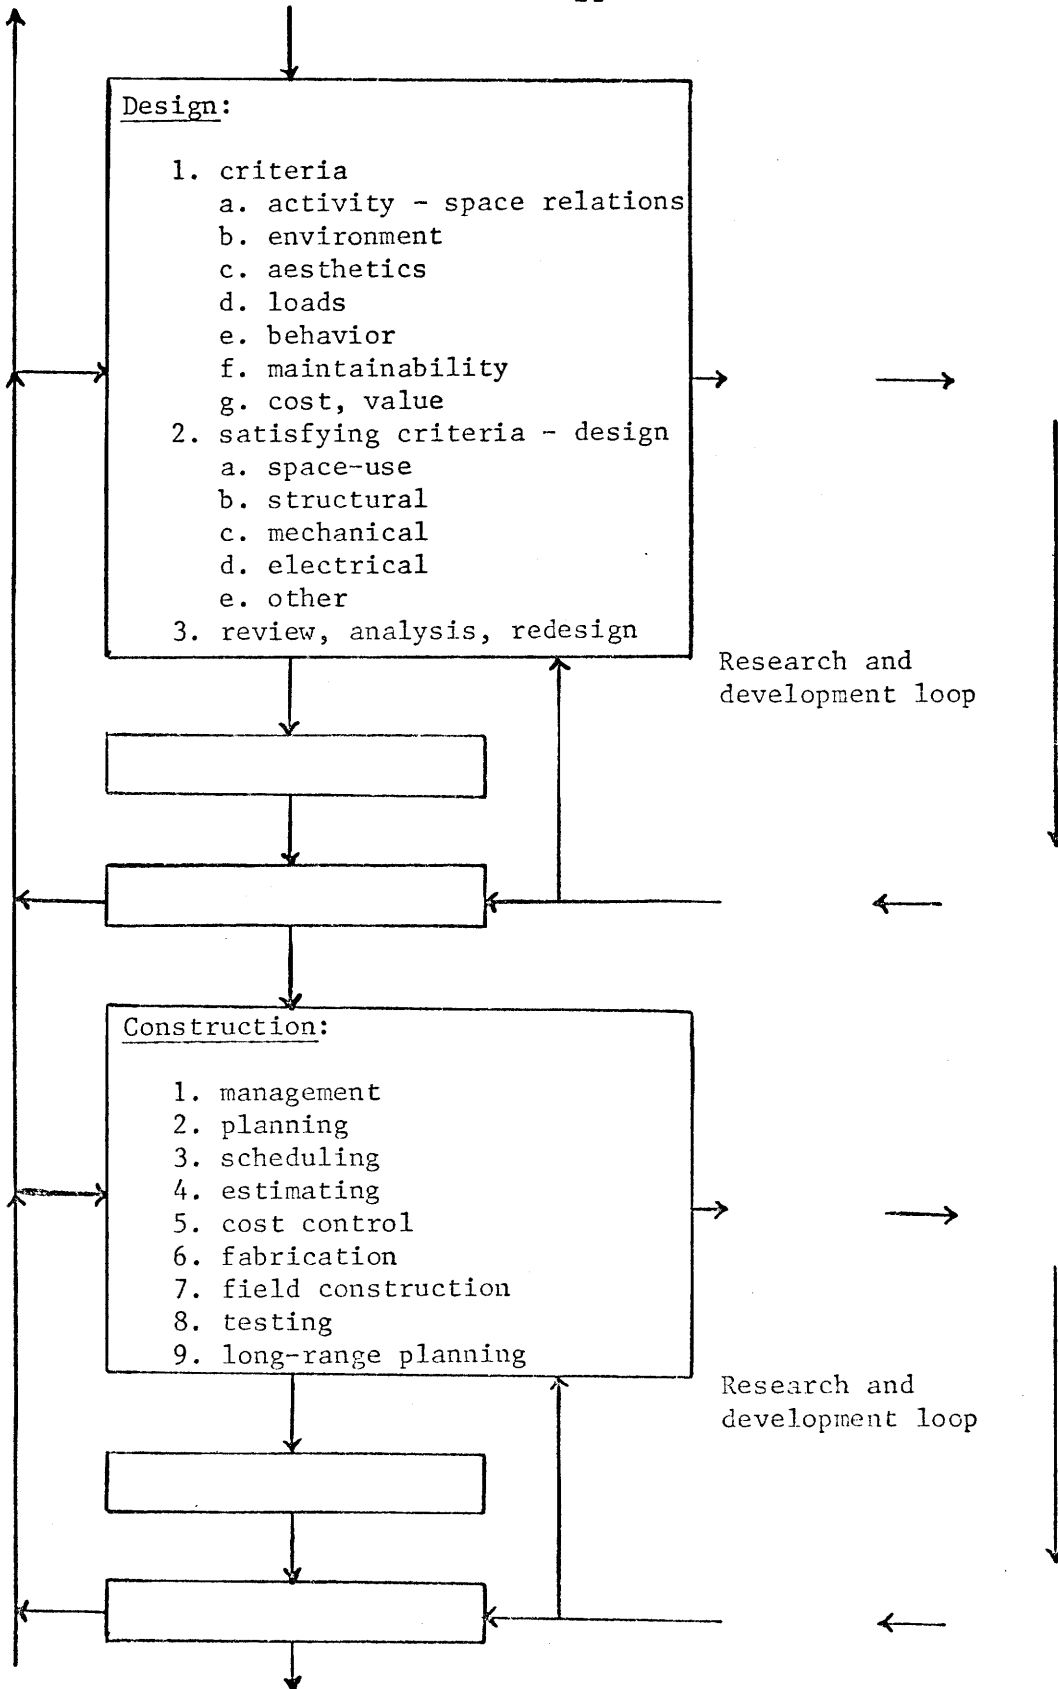 Design:
1. criteria
a. activity - space relations
b. environment
c. aesthetics
d. loads
e. behavior
f. maintainability
g. cost, value
2. satisfying criteria - design
a. space-use
b. structural
c. mechanical
d. electrical
e. other
3. review, analysis, redesign
Research and
development loop
Construction:
1. management
2. planning
3. scheduling
4. estimating
5. cost control
6. fabrication
7. field construction
8. testing
9. long-range planning
Research and
development loop